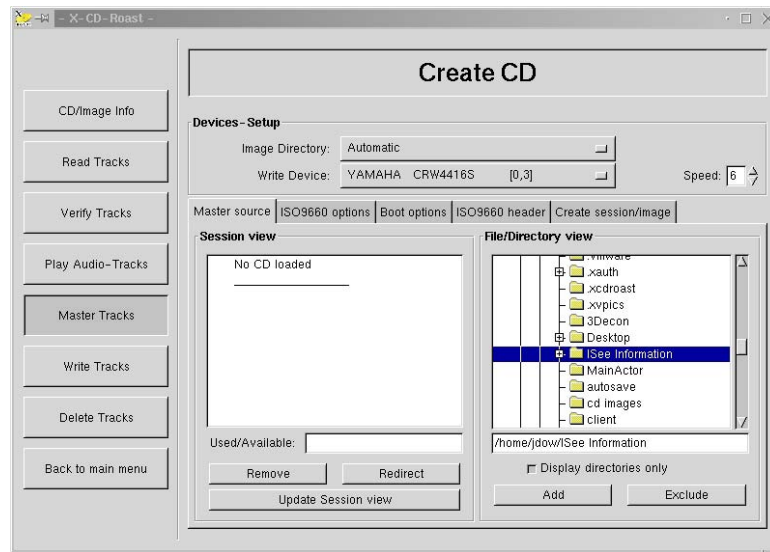 - X-CD-Roast -
Create CD
CD/Image Info
Read Tracks
Verify Tracks
Play Audio-Tracks
Master Tracks
Write Tracks
Delete Tracks
Back to main menu
Devices-Setup
Image Directory: Automatic
Write Device: YAMAHA CRW4416S [0,3] Speed: 6
Master source ISO9660 options Boot options ISO9660 header Create session/image
Session view
No CD loaded
Used/Available:
Remove Redirect
Update Session view
File/Directory view
.vmware
.xauth
.xcdroast
.xvpics
3Decon
Desktop
ISee Information
MainActor
autosave
cd images
client
/home/jdow/ISee Information
Display directories only
Add Exclude